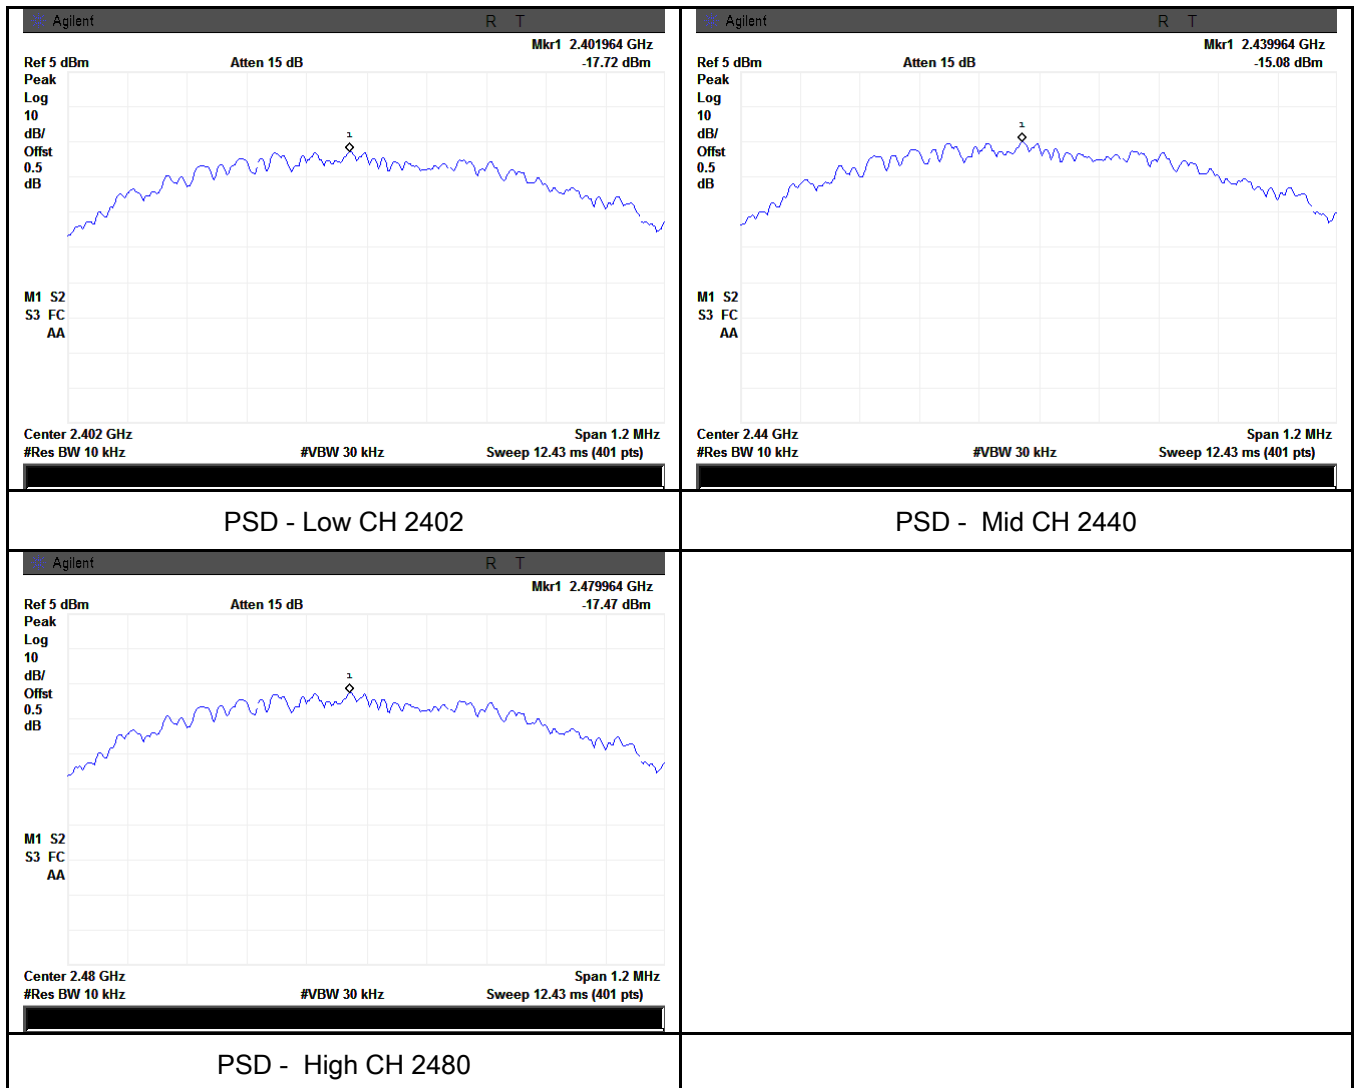 Agilent R T
Mkr1 2.401964 GHz
Ref 5 dBm Atten 15 dB -17.72 dBm
Peak
Log
10
dB/
Offst
0.5
dB
1
M1 S2
S3 FC
AA
Center 2.402 GHz Span 1.2 MHz
#Res BW 10 kHz #VBW 30 kHz Sweep 12.43 ms (401 pts)
PSD - Low CH 2402
Agilent R T
Mkr1 2.439964 GHz
Ref 5 dBm Atten 15 dB -15.08 dBm
Peak
Log
10
dB/
Offst
0.5
dB
1
M1 S2
S3 FC
AA
Center 2.44 GHz Span 1.2 MHz
#Res BW 10 kHz #VBW 30 kHz Sweep 12.43 ms (401 pts)
PSD - Mid CH 2440
Agilent R T
Mkr1 2.479964 GHz
Ref 5 dBm Atten 15 dB -17.47 dBm
Peak
Log
10
dB/
Offst
0.5
dB
1
M1 S2
S3 FC
AA
Center 2.48 GHz Span 1.2 MHz
#Res BW 10 kHz #VBW 30 kHz Sweep 12.43 ms (401 pts)
PSD - High CH 2480